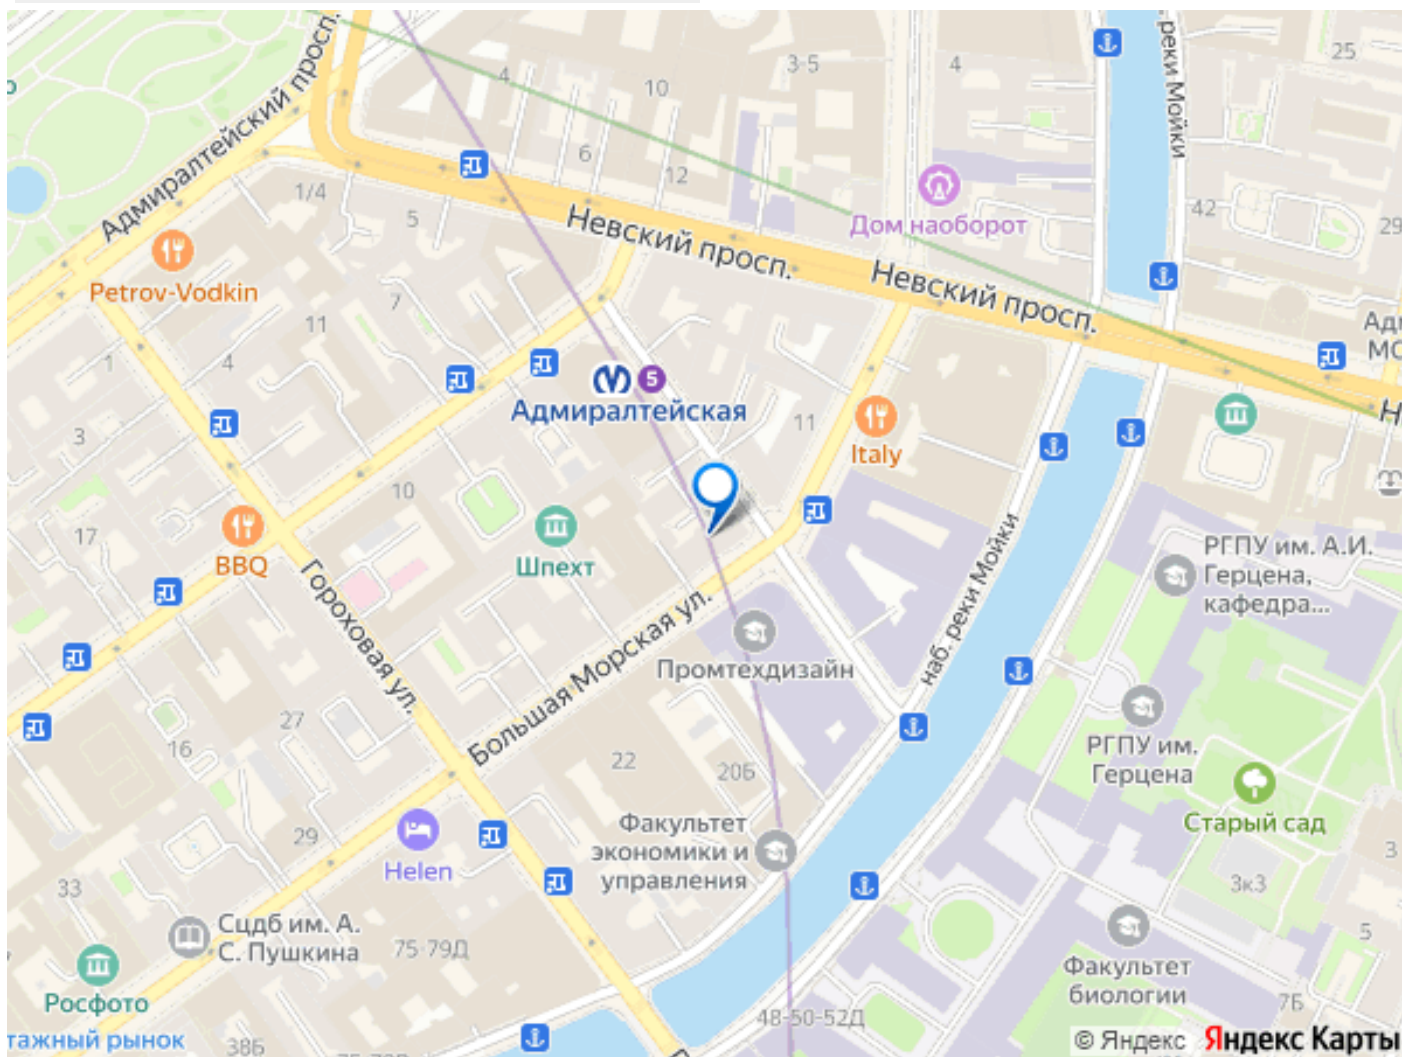 Адмиралтейский просп.
4
10
3-5
4
реки Мойки
25
6
12
1/4
5
Невский просп.
Дом наоборот
42
29
Petrov-Vodkin
7
11
1
4
Невский просп.
5
Адмиралтейская
11
Italy
3
10
17
BBQ
Шпехт
Гороховая ул.
Большая Морская ул.
наб. реки Мойки
РГПУ им. А.И.
Герцена,
кафедра...
Промтехдизайн
27
16
22
20Б
РГПУ им.
Герцена
Старый сад
29
Helen
Факультет
экономики и
управления
3
3к3
33
Сцдб им. А.
С. Пушкина
75-79Д
5
Росфото
Факультет
биологии
7Б
48-50-52Д
тажный рынок
38Б
© Яндекс Яндекс Карты